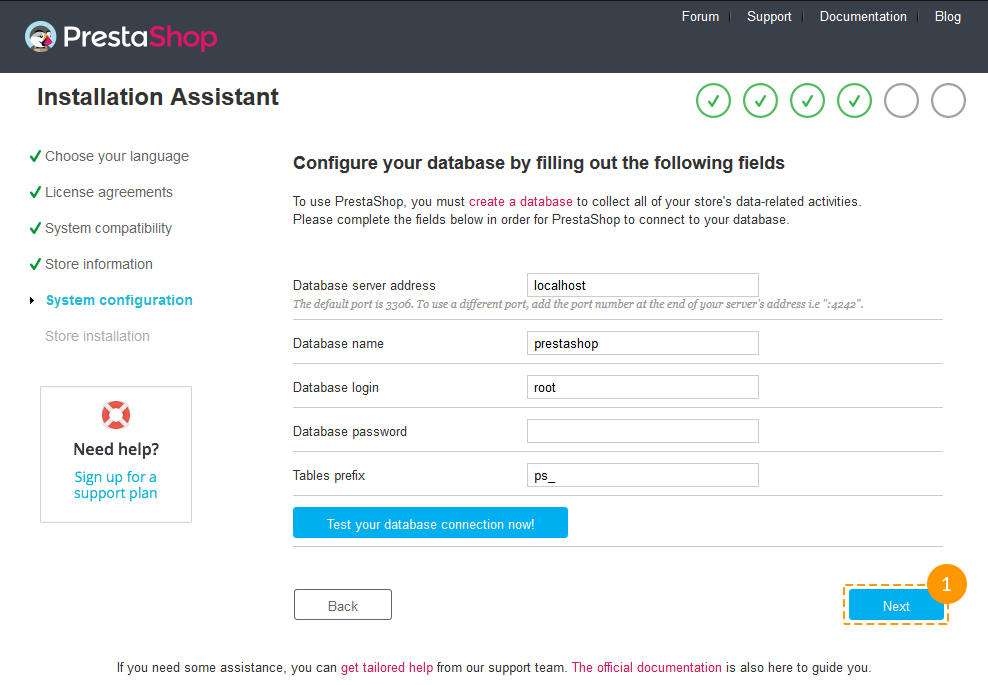 Forum
Support
Documentation
Blog
PrestaShop
Installation Assistant
Choose your language
License agreements
System compatibility
Store information
System configuration
Store installation
Need help?
Sign up for a
support plan
Configure your database by filling out the following fields
To use PrestaShop, you must create a database to collect all of your store's data-related activities.
Please complete the fields below in order for PrestaShop to connect to your database.
Database server address
localhost
The default port is 3306. To use a different port, add the port number at the end of your server's address i.e ":4242".
Database name
prestashop
Database login
root
Database password
Tables prefix
ps_
Test your database connection now!
Back
Next
1
If you need some assistance, you can get tailored help from our support team. The official documentation is also here to guide you.